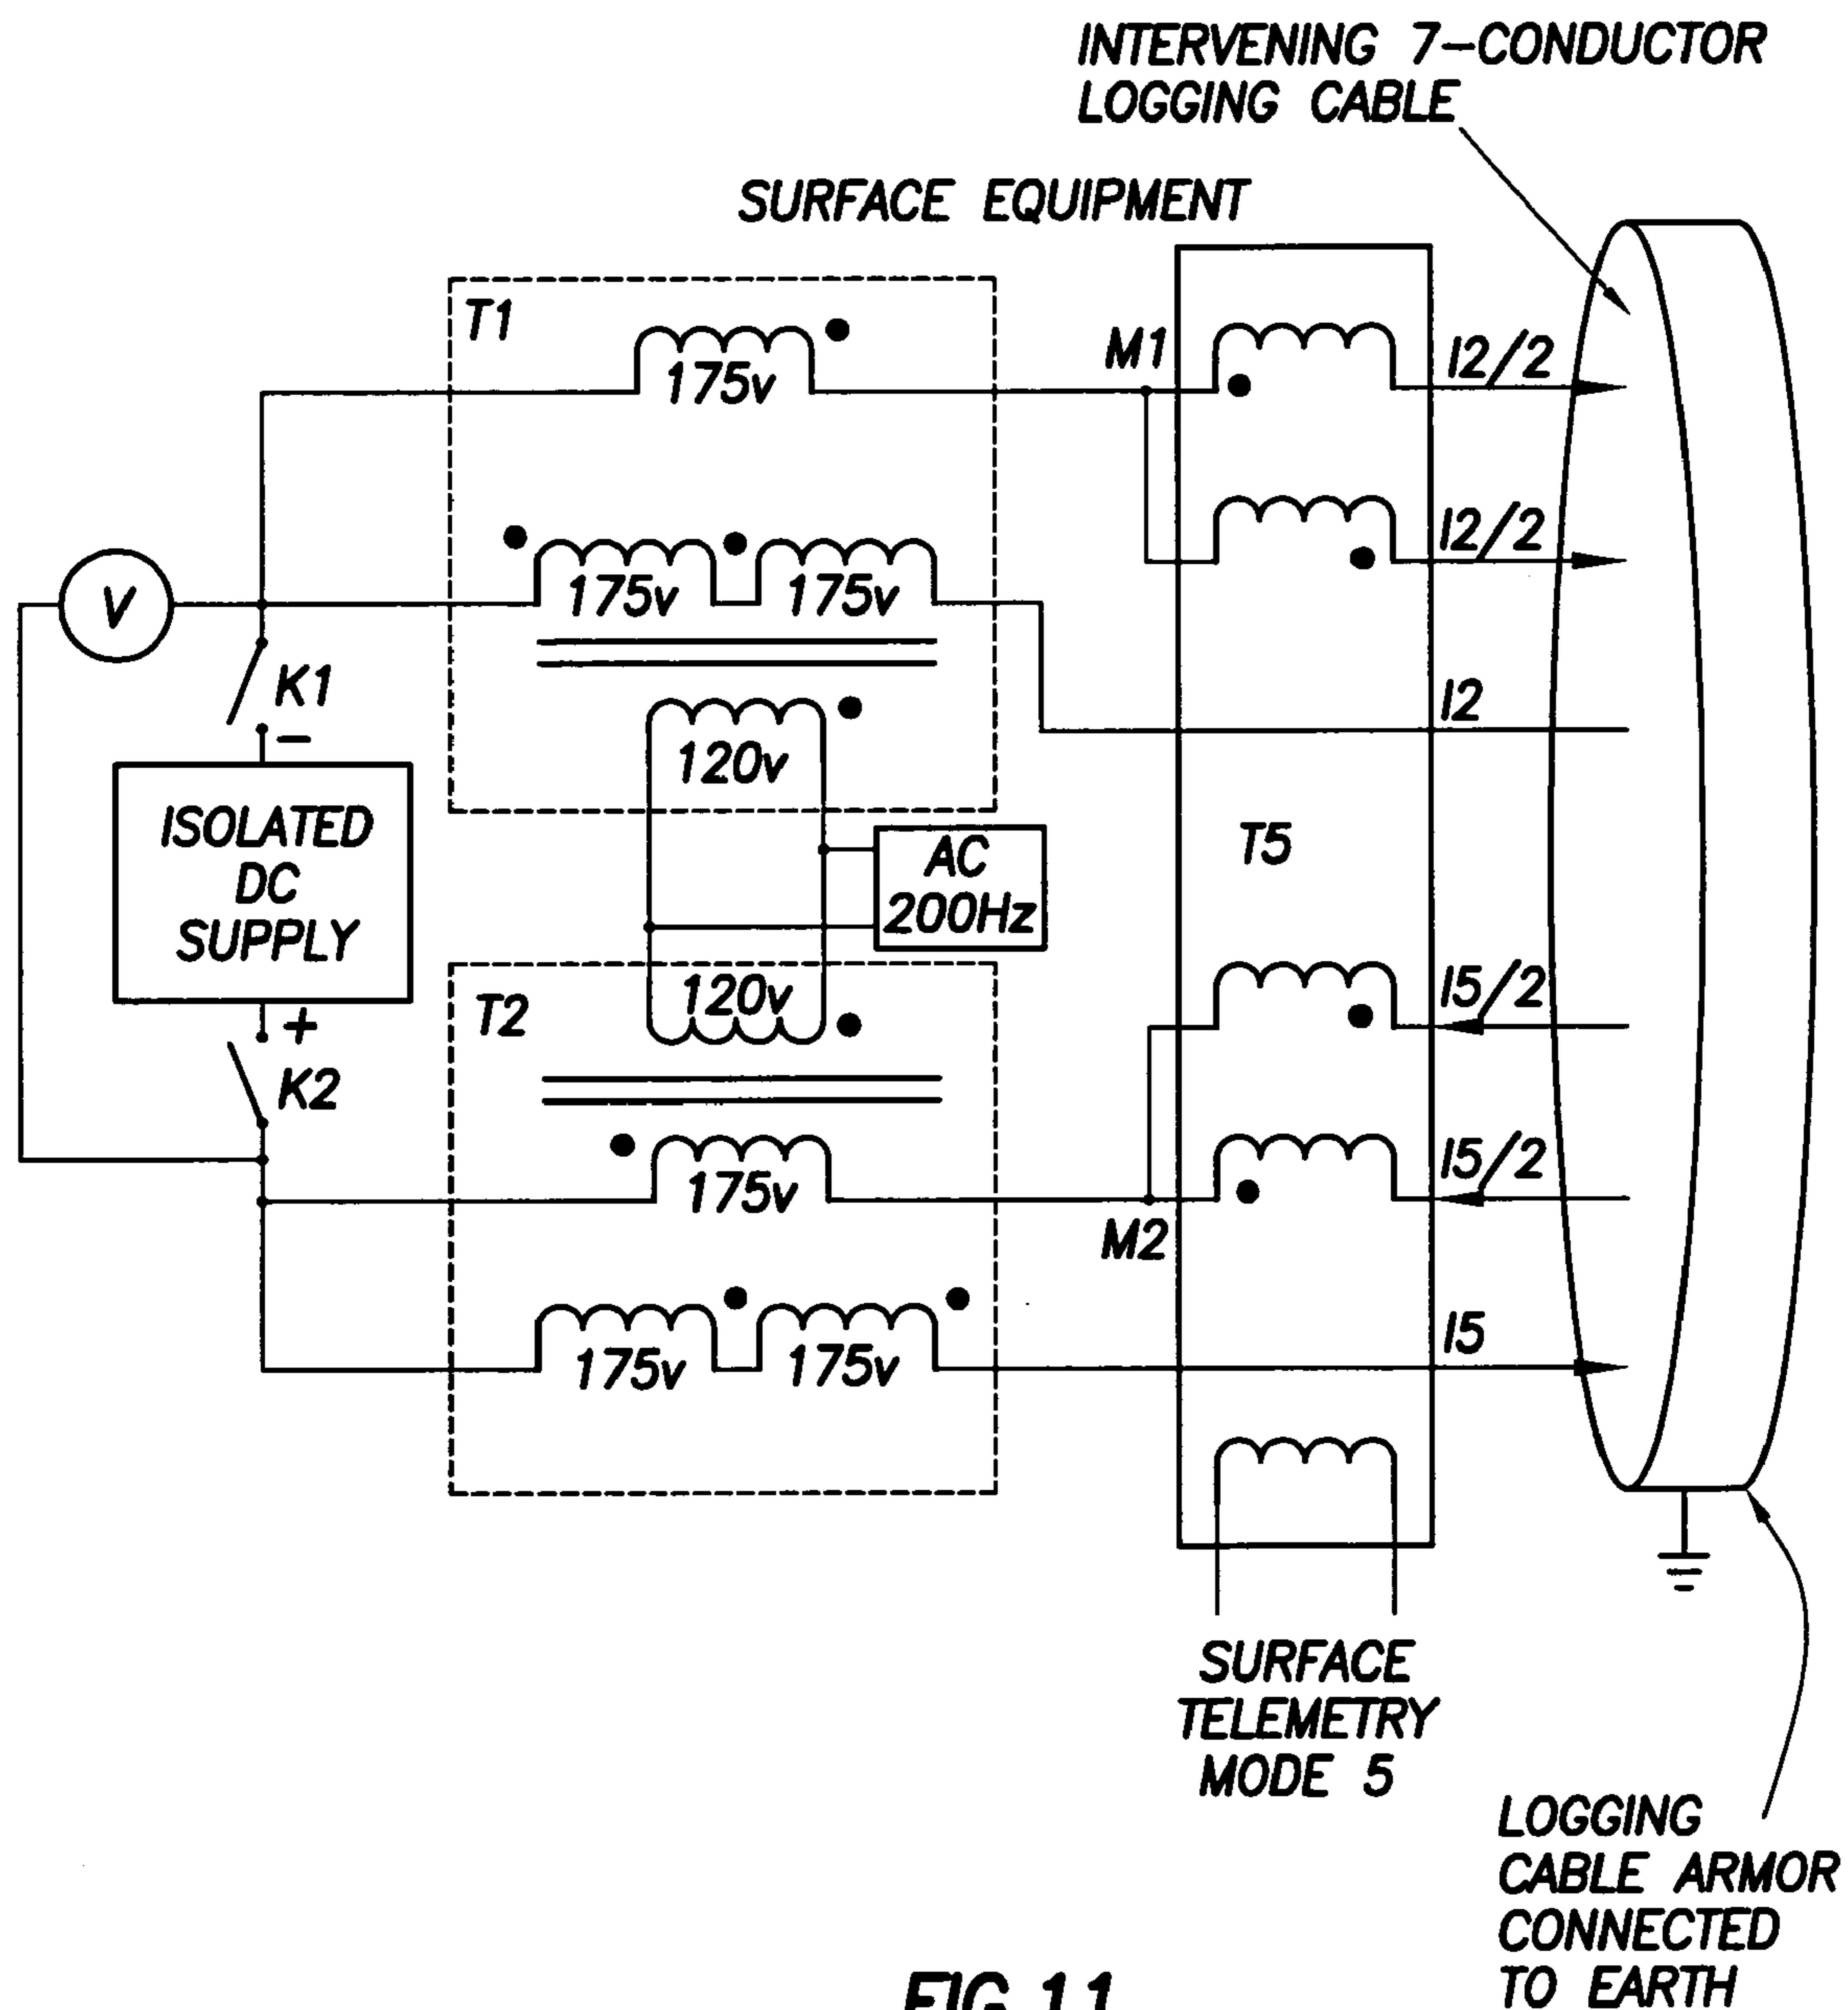 INTERVENING 7-CONDUCTOR
LOGGING CABLE
SURFACE EQUIPMENT
T1
175v
M1
I2/2
175v
175v
I2/2
V
K1
-
120v
I2
ISOLATED
DC
SUPPLY
AC
200Hz
T5
+
K2
T2
120v
I5/2
175v
I5/2
M2
175v
175v
I5
SURFACE
TELEMETRY
MODE 5
LOGGING
CABLE ARMOR
CONNECTED
TO EARTH
FIG.11